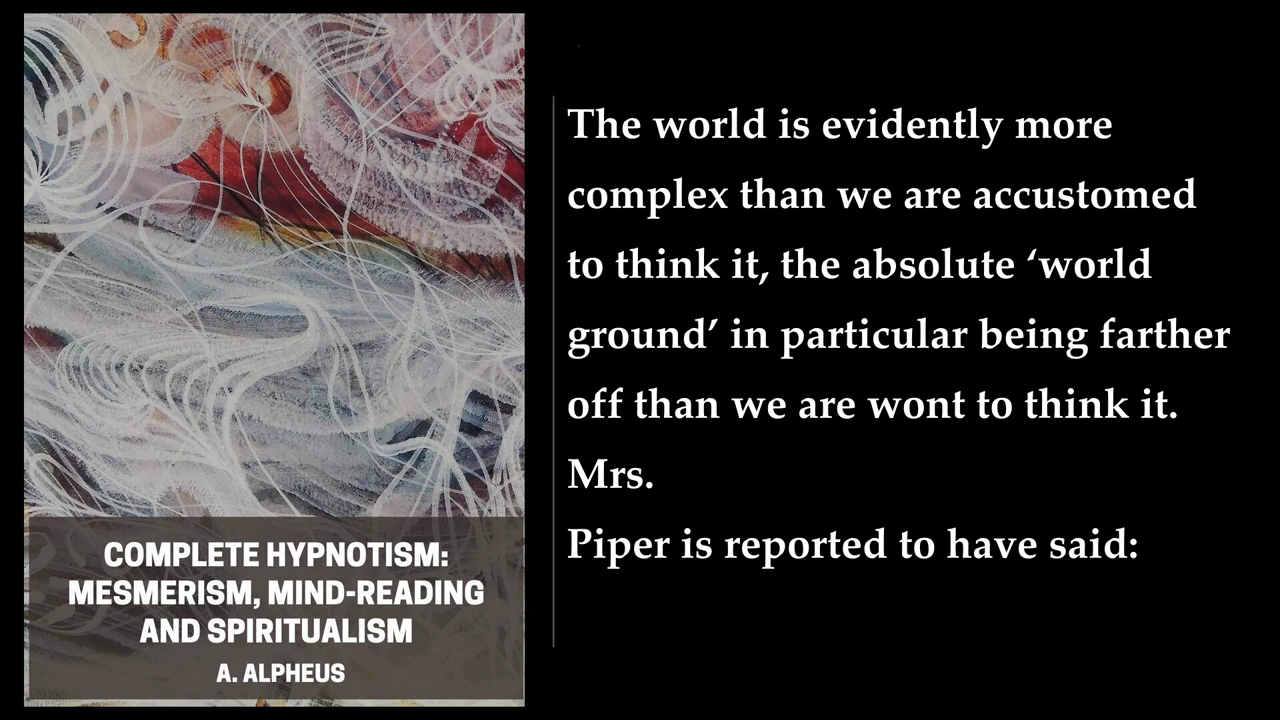 COMPLETE HYPNOTISM:
MESMERISM, MIND-READING
AND SPIRITUALISM
A. ALPHEUS
The world is evidently more
complex than we are accustomed
to think it, the absolute ‘world
ground’ in particular being farther
off than we are wont to think it.
Mrs.
Piper is reported to have said: